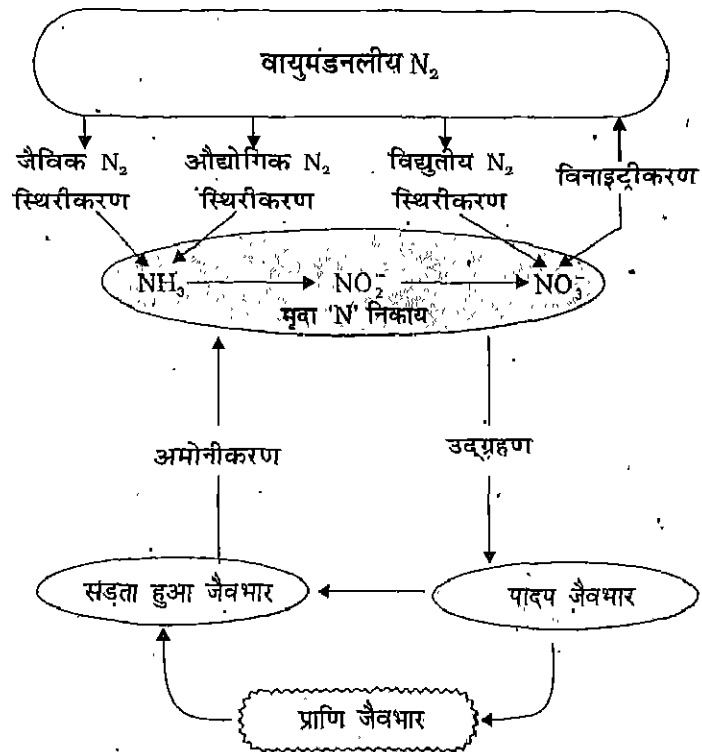 वायुमंडनलीय N₂
जैविक N₂ औद्योगिक N₂ विद्युतीय N₂
विनाइट्रीकरण
स्थिरीकरण स्थिरीकरण स्थिरीकरण
NH₃ NO₂⁻ NO₃⁻
मृदा 'N' निकाय
अमोनीकरण उद्ग्रहण
सड़ता हुआ जैवभार पादप जैवभार
प्राणि जैवभार